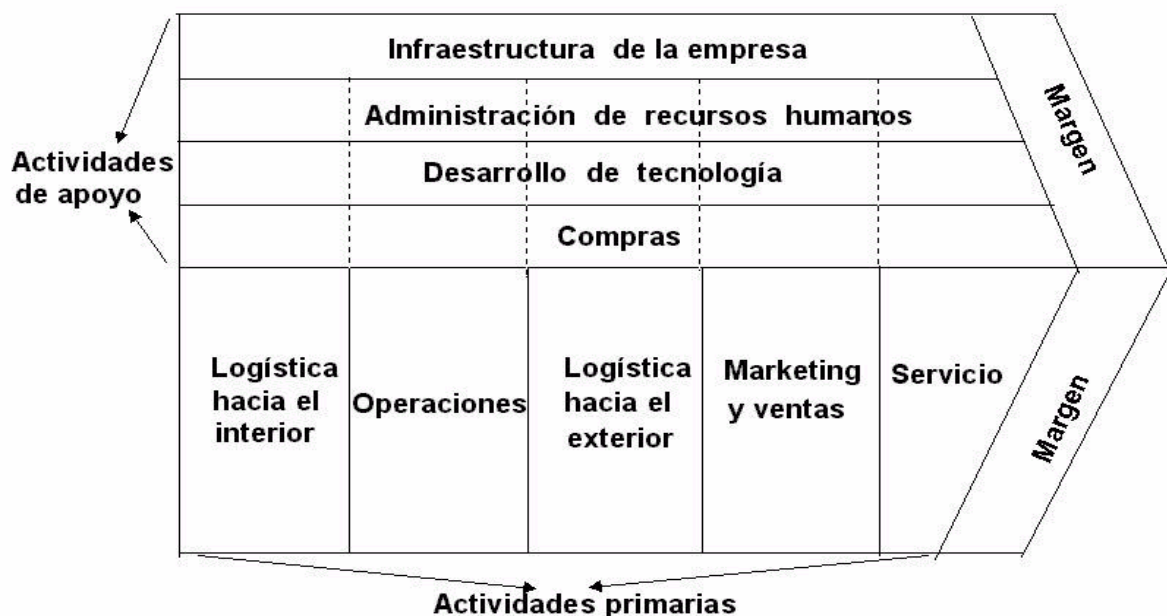 Infraestructura de la empresa
Administración de recursos humanos
Desarrollo de tecnología
Compras
Actividades
de apoyo
Margen
Logística
hacia el
interior
Operaciones
Logística
hacia el
exterior
Marketing
y ventas
Servicio
Margen
Actividades primarias